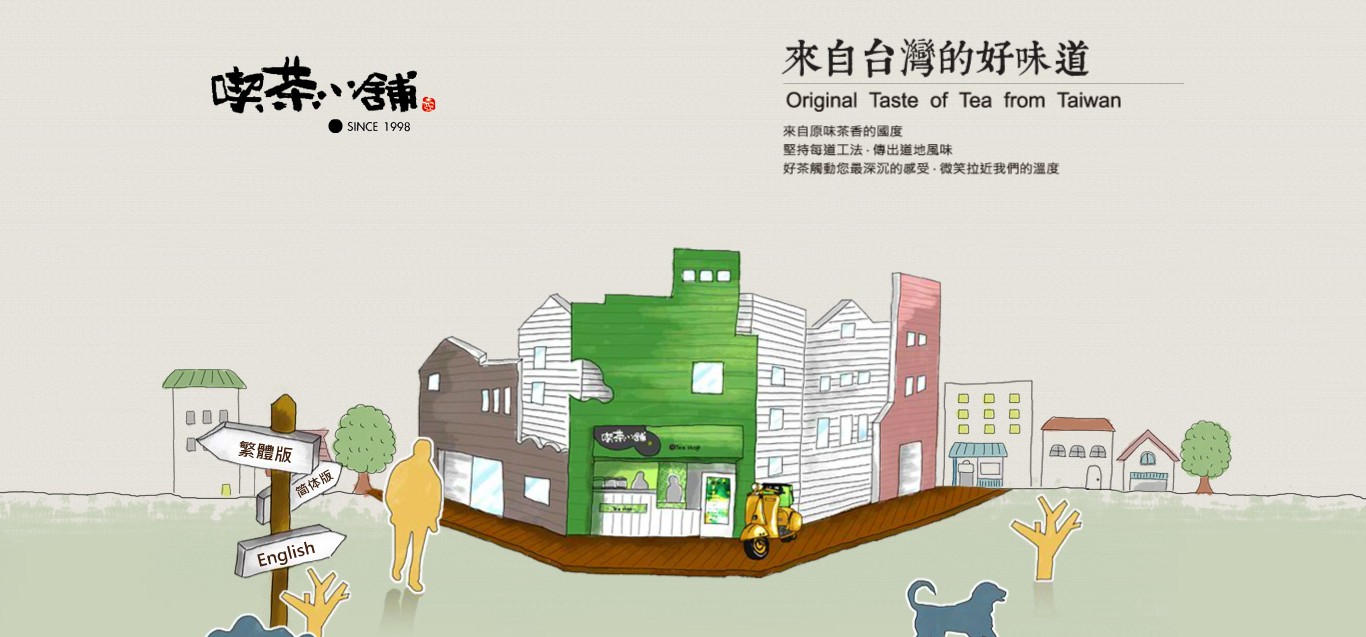 喫茶小舖
SINCE 1998
來自台灣的好味道
Original Taste of Tea from Taiwan
來自原味茶香的國度
堅持每道工法·傳出道地風味
好茶觸動您最深沉的感受·微笑拉近我們的溫度
喫茶小舖
繁體版
简体版
English